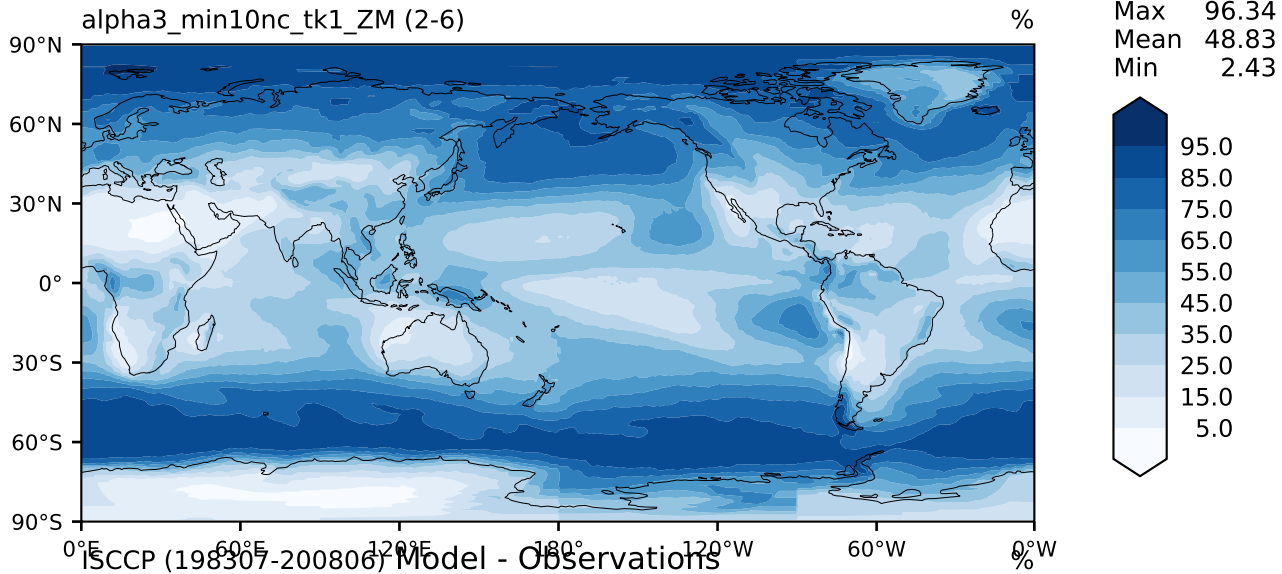 alpha3_min10nc_tk1_ZM (2-6) %
Max 96.34
Mean 48.83
Min 2.43
90°N
60°N
30°N
0°
30°S
60°S
90°S
95.0
85.0
75.0
65.0
55.0
45.0
35.0
25.0
15.0
5.0
0°E 60°E 120°E 180° 120°W 60°W 0°W
ISCCP (198307-200806) Model - Observations %